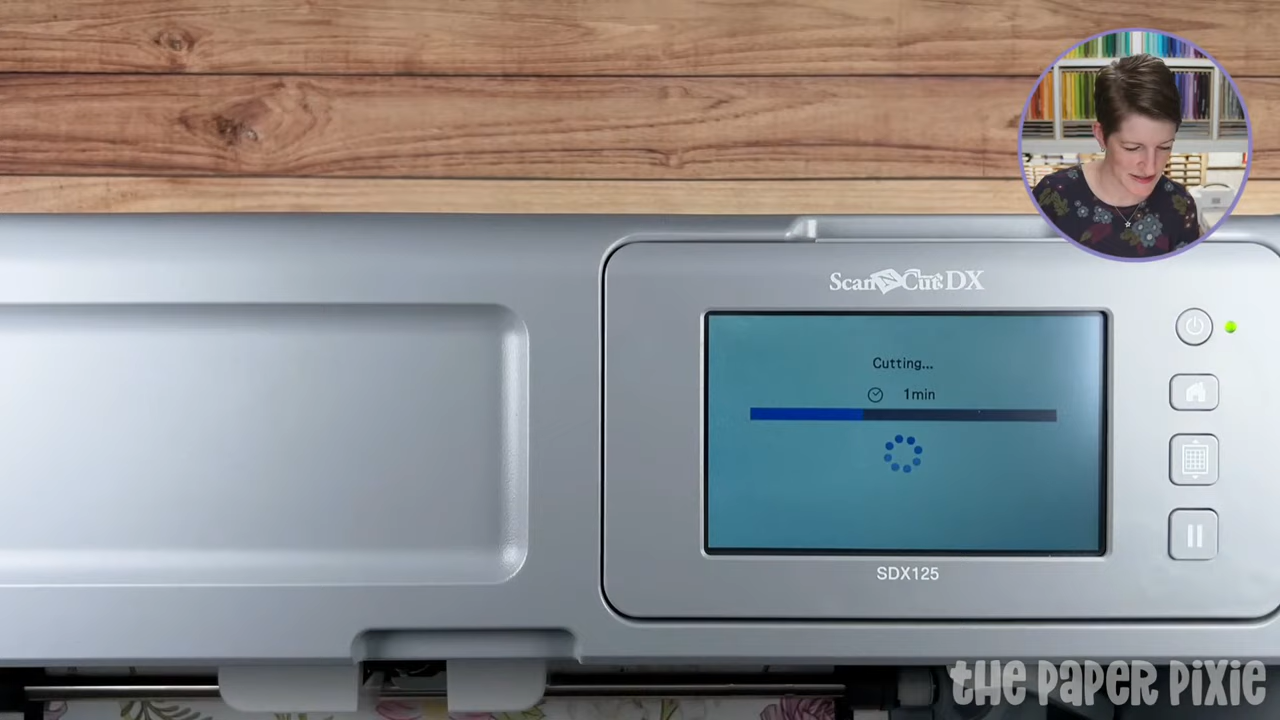 ScanNCut DX
Cutting...
1min
SDX125
the paper pixie